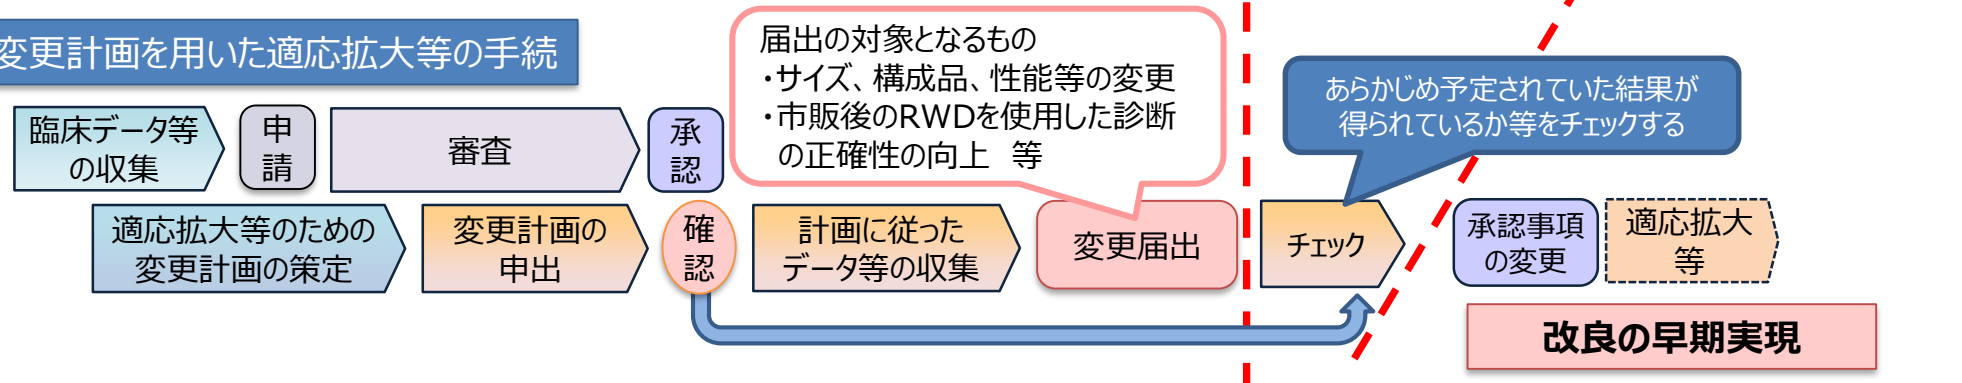 変更計画を用いた適応拡大等の手続
届出の対象となるもの
・サイズ、構成品、性能等の変更
・市販後のRWDを使用した診断
の正確性の向上　等
あらかじめ予定されていた結果が
得られているか等をチェックする
臨床データ等
の収集
申
請
審査
承
認
適応拡大等のための
変更計画の策定
変更計画の
申出
確
認
計画に従った
データ等の収集
変更届出
チェック
承認事項
の変更
適応拡大
等
改良の早期実現